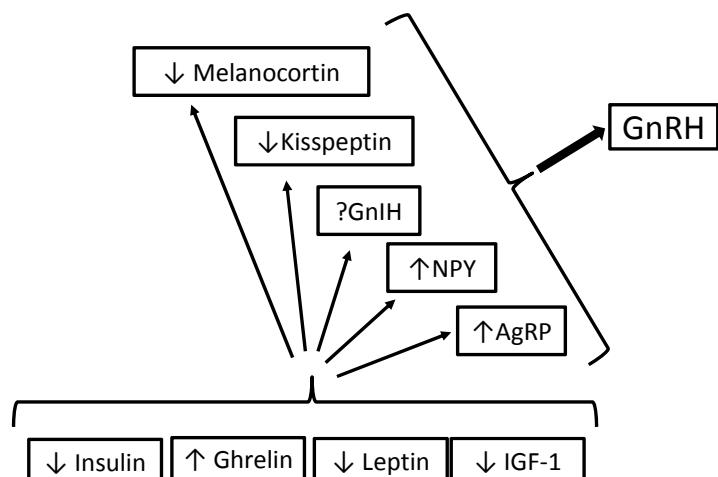 ↓ Melanocortin
GnRH
↓Kisspeptin
?GnIH
↑NPY
↑AgRP
↓ Insulin
↑ Ghrelin
↓ Leptin
↓ IGF-1